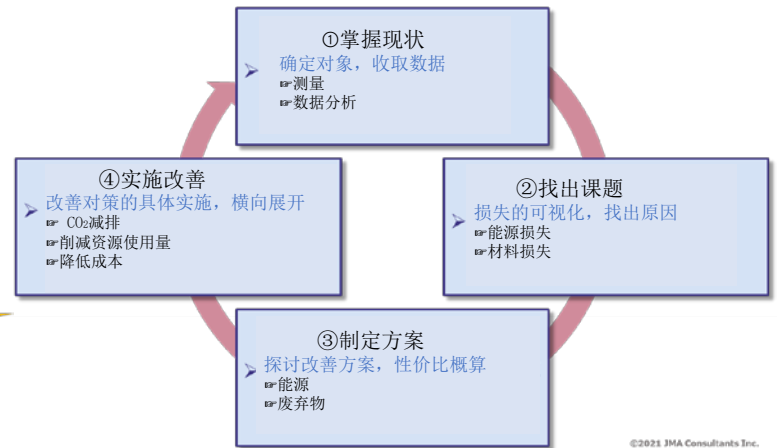 ①掌握现状
➢ 确定对象，收取数据
☞测量
☞数据分析
②找出课题
➢ 损失的可视化，找出原因
☞能源损失
☞材料损失
③制定方案
➢ 探讨改善方案，性价比概算
☞能源
☞废弃物
④实施改善
➢ 改善对策的具体实施，横向展开
☞ CO₂减排
☞削减资源使用量
☞降低成本
©2021 JMA Consultants Inc.